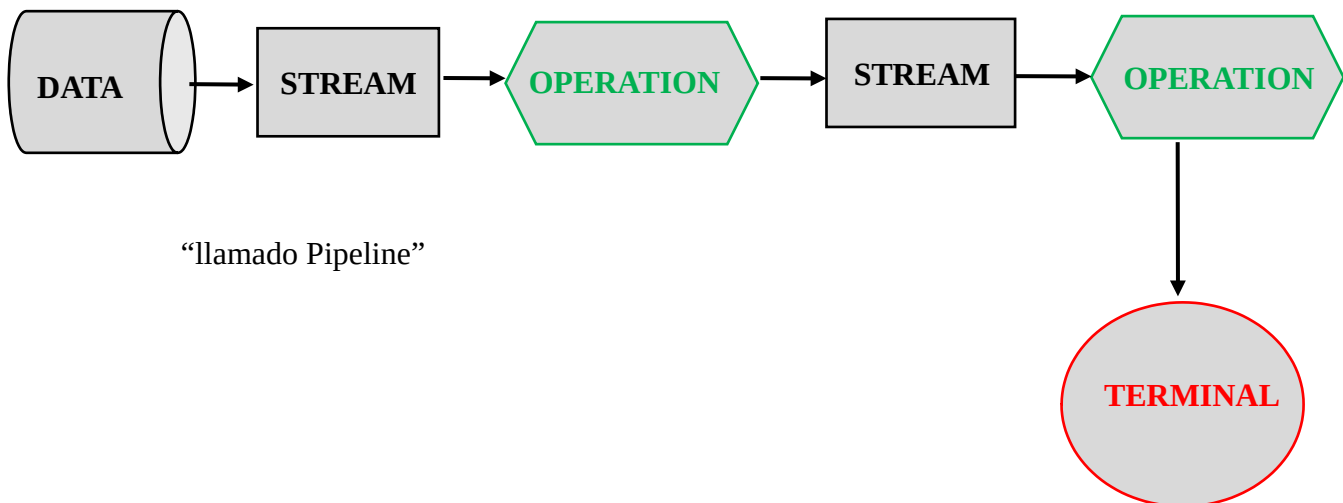 DATA
STREAM
OPERATION
STREAM
OPERATION
“llamado Pipeline”
TERMINAL